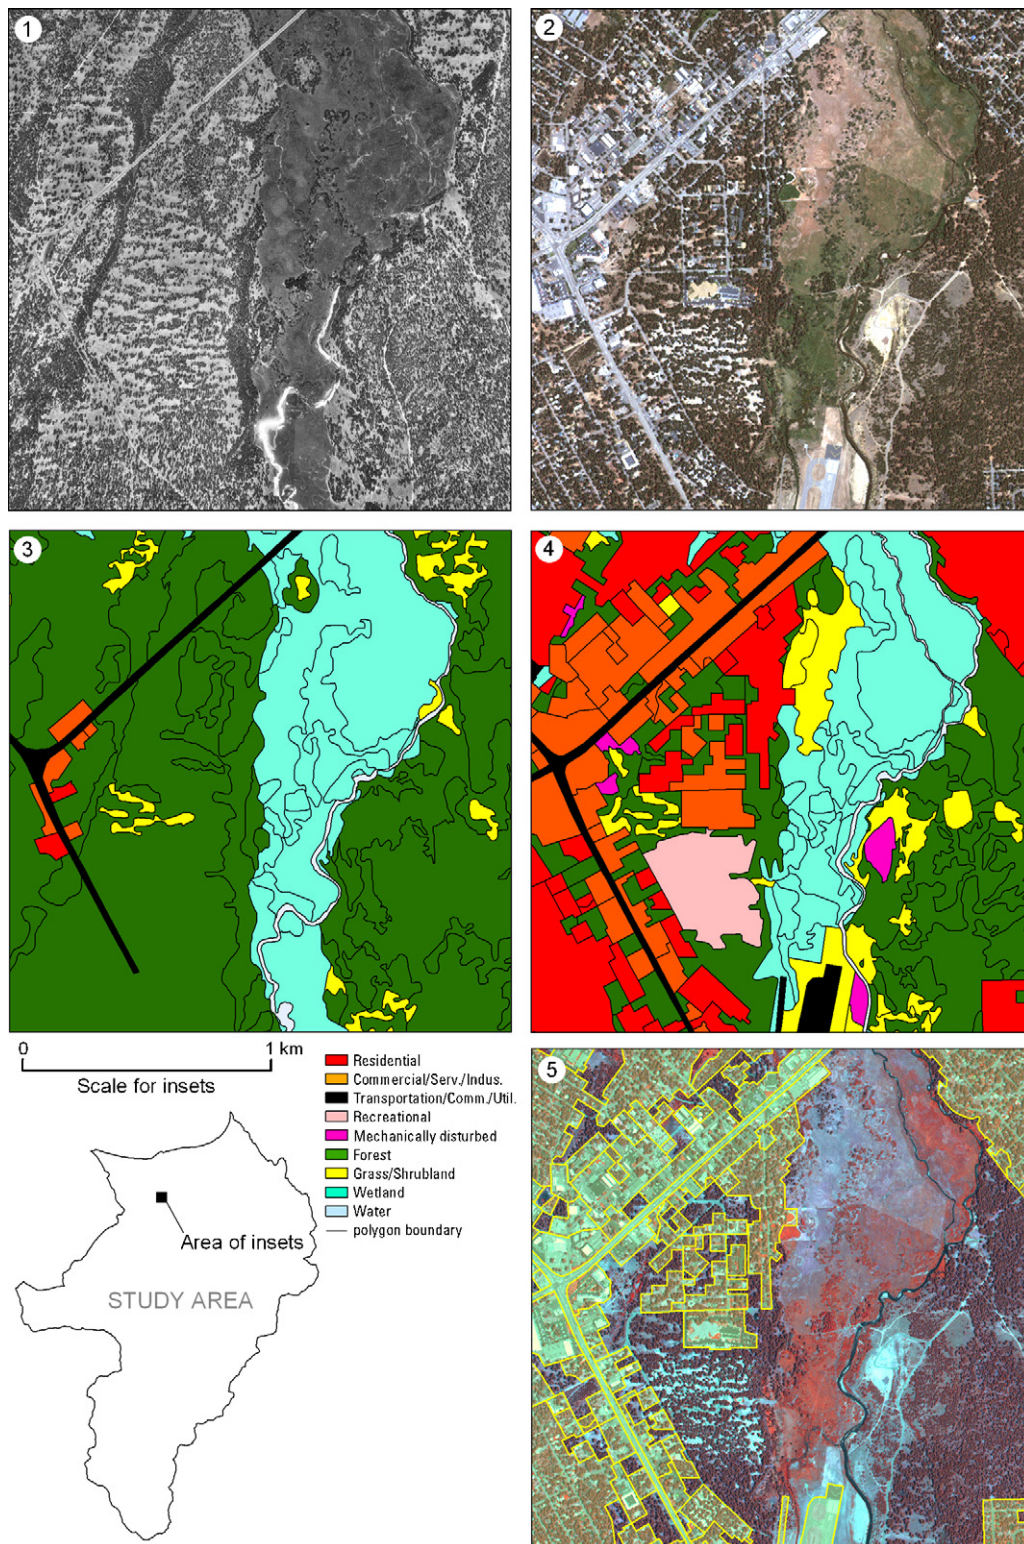 1
2
3
4
0 1 km
Scale for insets
Residential
Commercial/Serv./Indus.
Transportation/Comm./Util.
Recreational
Mechanically disturbed
Forest
Grass/Shrubland
Wetland
Water
polygon boundary
Area of insets
STUDY AREA
5